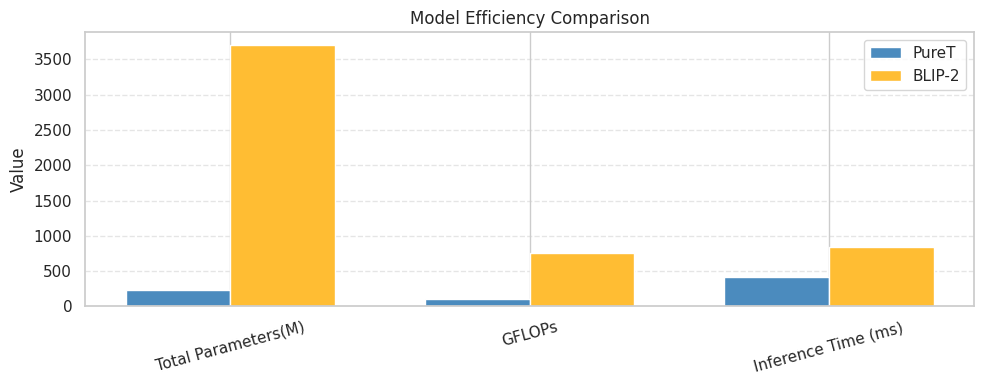 Model Efficiency Comparison
PureT
BLIP-2
Value
3500
3000
2500
2000
1500
1000
500
0
Total Parameters(M)
GFLOPs
Inference Time (ms)